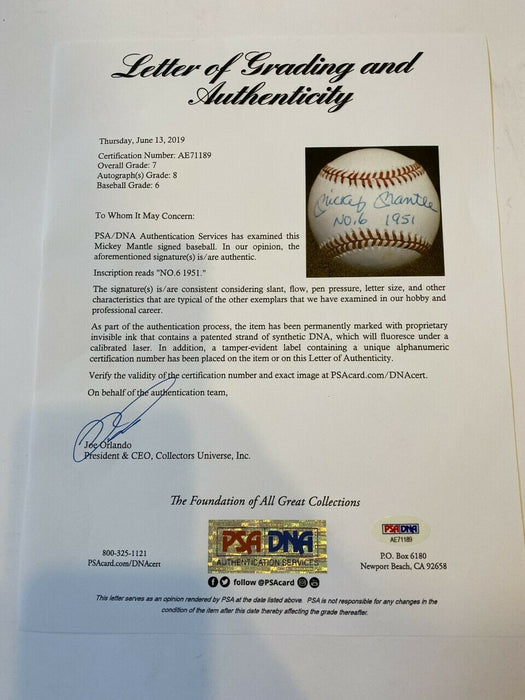 Letter of Grading and
Authenticity
Thursday, June 13, 2019
Certification Number: AE71189
Overall Grade: 7
Autograph(s) Grade: 8
Baseball Grade: 6
Mickey Mantle
NO.6 1951
To Whom It May Concern:
PSA/DNA Authentication Services has examined this
Mickey Mantle signed baseball. In our opinion, the
aforementioned signature(s) is/are authentic.
Inscription reads "NO.6 1951."
The signature(s) is/are consistent considering slant, flow, pen pressure, letter size, and other
characteristics that are typical of the other exemplars that we have examined in our hobby and
professional career.
As part of the authentication process, the item has been permanently marked with proprietary
invisible ink that contains a patented strand of synthetic DNA, which will fluoresce under a
calibrated laser. In addition, a tamper-evident label containing a unique alphanumeric
certification number has been placed on the item or on this Letter of Authenticity.
Verify the validity of the certification number and exact image at PSAcard.com/DNAcert.
On behalf of the authentication team,
Joe Orlando
President & CEO, Collectors Universe, Inc.
The Foundation of All Great Collections
800-325-1121
PSAcard.com/DNAcert
PSA DNA
AUTHENTICATION SERVICES
follow @PSAcard
PSA DNA
AE71189
P.O. Box 6180
Newport Beach, CA 92658
This letter serves as an opinion rendered by PSA at the date listed above. PSA is not responsible for any changes in the
condition of the item after this date thereby affecting the grade thereafter.